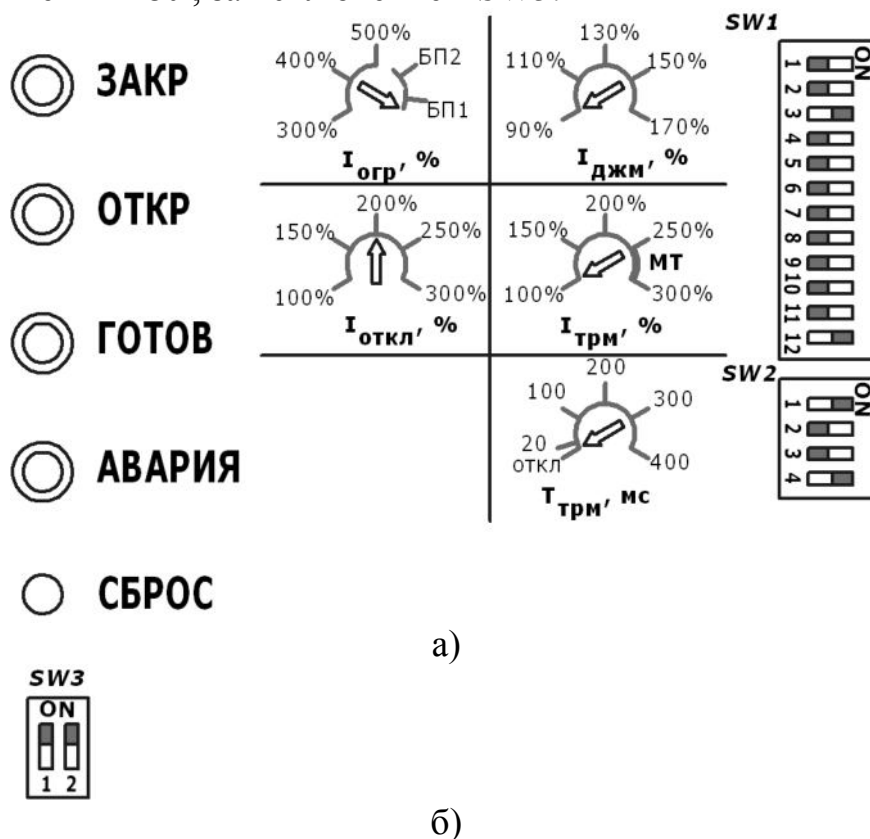 SW1
ЗАКР
ОТКР
ГОТОВ
АВАРИЯ
СБРОС
500%
400%
БП2
БП1
300%
Iогр, %
130%
110%
150%
90%
170%
Iджм, %
200%
150%
250%
100%
300%
Iоткл, %
200%
150%
250%
МТ
100%
300%
Iтрм, %
200
100
300
20
откл
400
Tтрм, мс
ON
1
2
3
4
5
6
7
8
9
10
11
12
SW2
ON
1
2
3
4
а)
SW3
ON
1 2
б)